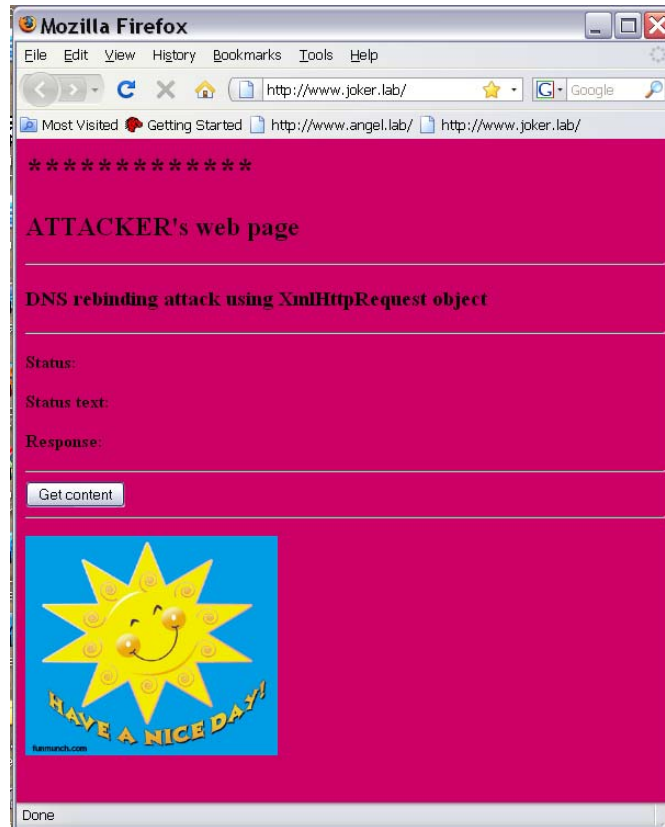 Mozilla Firefox
File Edit View History Bookmarks Tools Help
http://www.joker.lab/ G Google
Most Visited Getting Started http://www.angel.lab/ http://www.joker.lab/
*************
ATTACKER's web page
DNS rebinding attack using XmlHttpRequest object
Status:
Status text:
Response:
Get content
HAVE A NICE DAY!
funmunch.com
Done